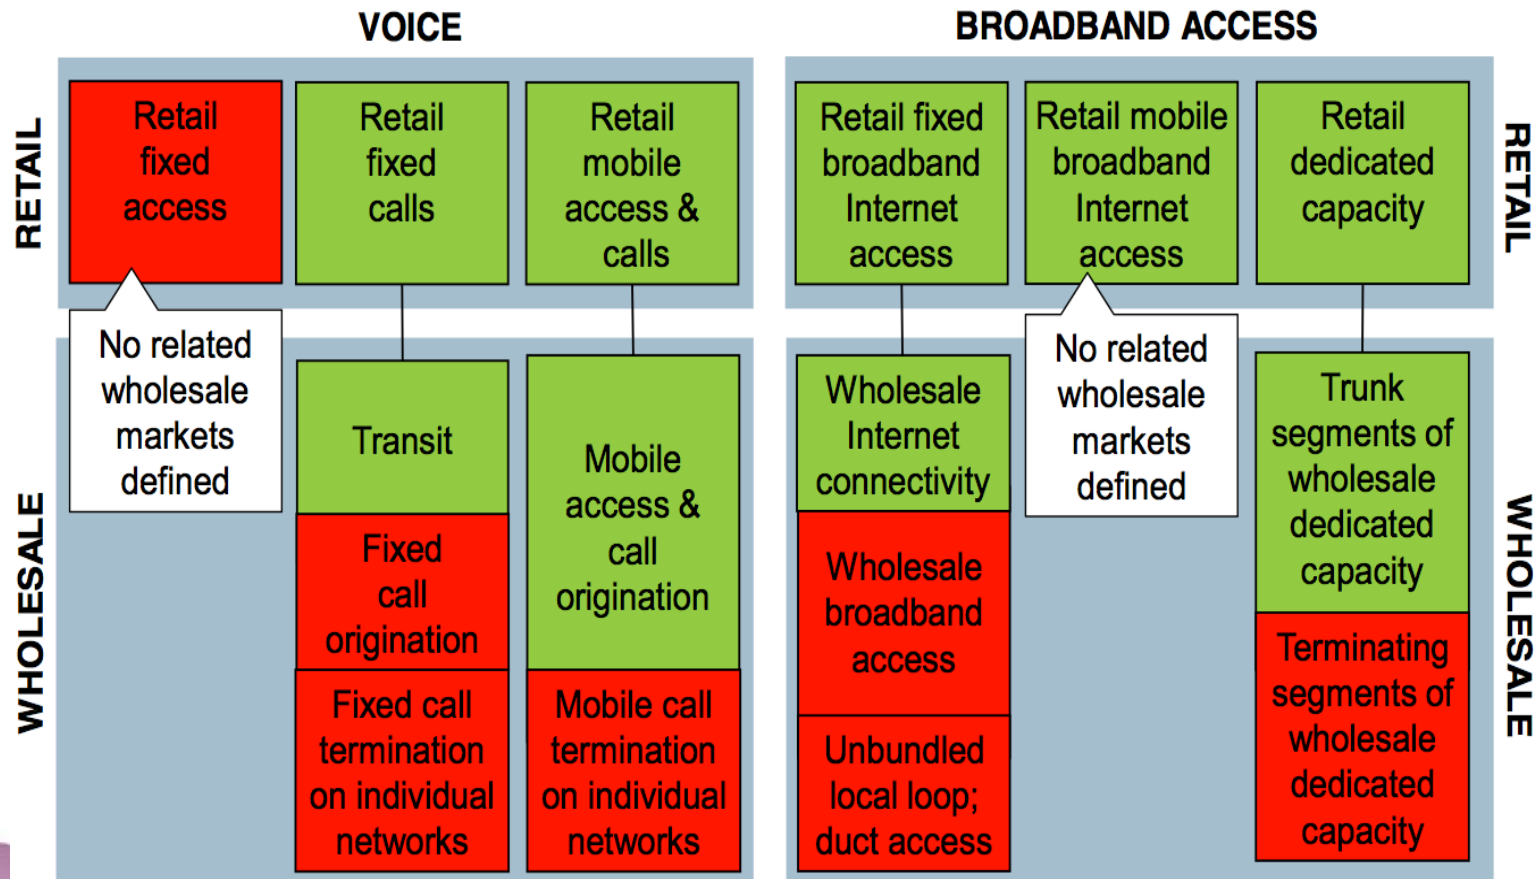 VOICE
BROADBAND ACCESS
RETAIL
Retail
fixed
access
Retail
fixed
calls
Retail
mobile
access &
calls
Retail fixed
broadband
Internet
access
Retail mobile
broadband
Internet
access
Retail
dedicated
capacity
RETAIL
No related
wholesale
markets
defined
No related
wholesale
markets
defined
WHOLESALE
Transit
Fixed
call
origination
Fixed call
termination
on individual
networks
Mobile
access &
call
origination
Mobile call
termination
on individual
networks
Wholesale
Internet
connectivity
Wholesale
broadband
access
Unbundled
local loop;
duct access
Trunk
segments of
wholesale
dedicated
capacity
Terminating
segments of
wholesale
dedicated
capacity
WHOLESALE